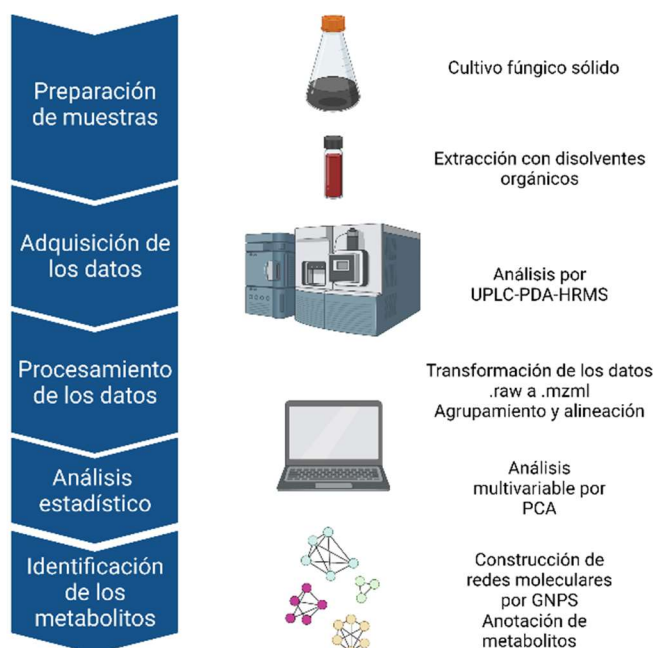 Preparación
de muestras
Cultivo fúngico sólido
Extracción con disolventes
orgánicos
Adquisición de
los datos
Análisis por
UPLC-PDA-HRMS
Procesamiento
de los datos
Transformación de los datos
.raw a .mzml
Agrupamiento y alineación
Análisis
estadístico
Análisis
multivariable por
PCA
Identificación
de los
metabolitos
Construcción de
redes moleculares
por GNPS
Anotación de
metabolitos